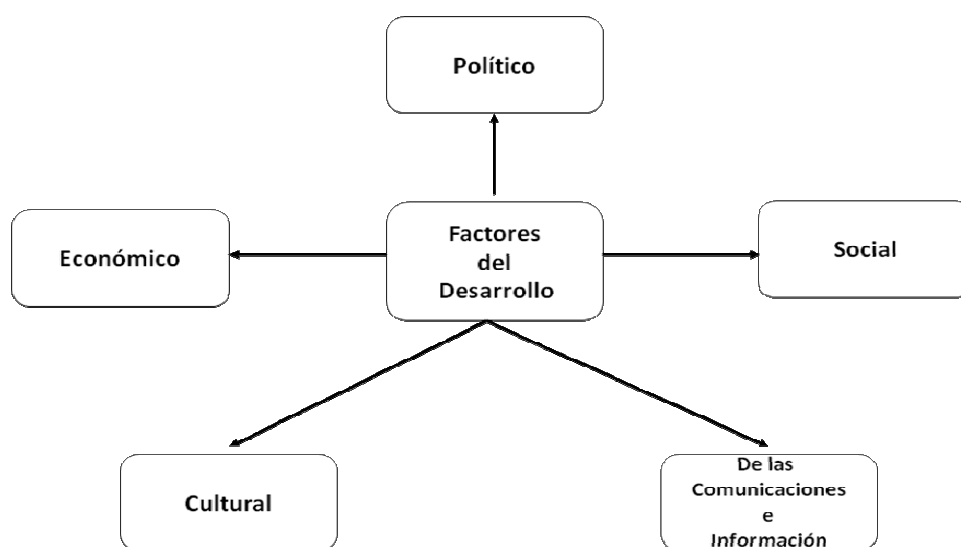 Político
Económico
Factores
del
Desarrollo
Social
Cultural
De las
Comunicaciones
e
Información